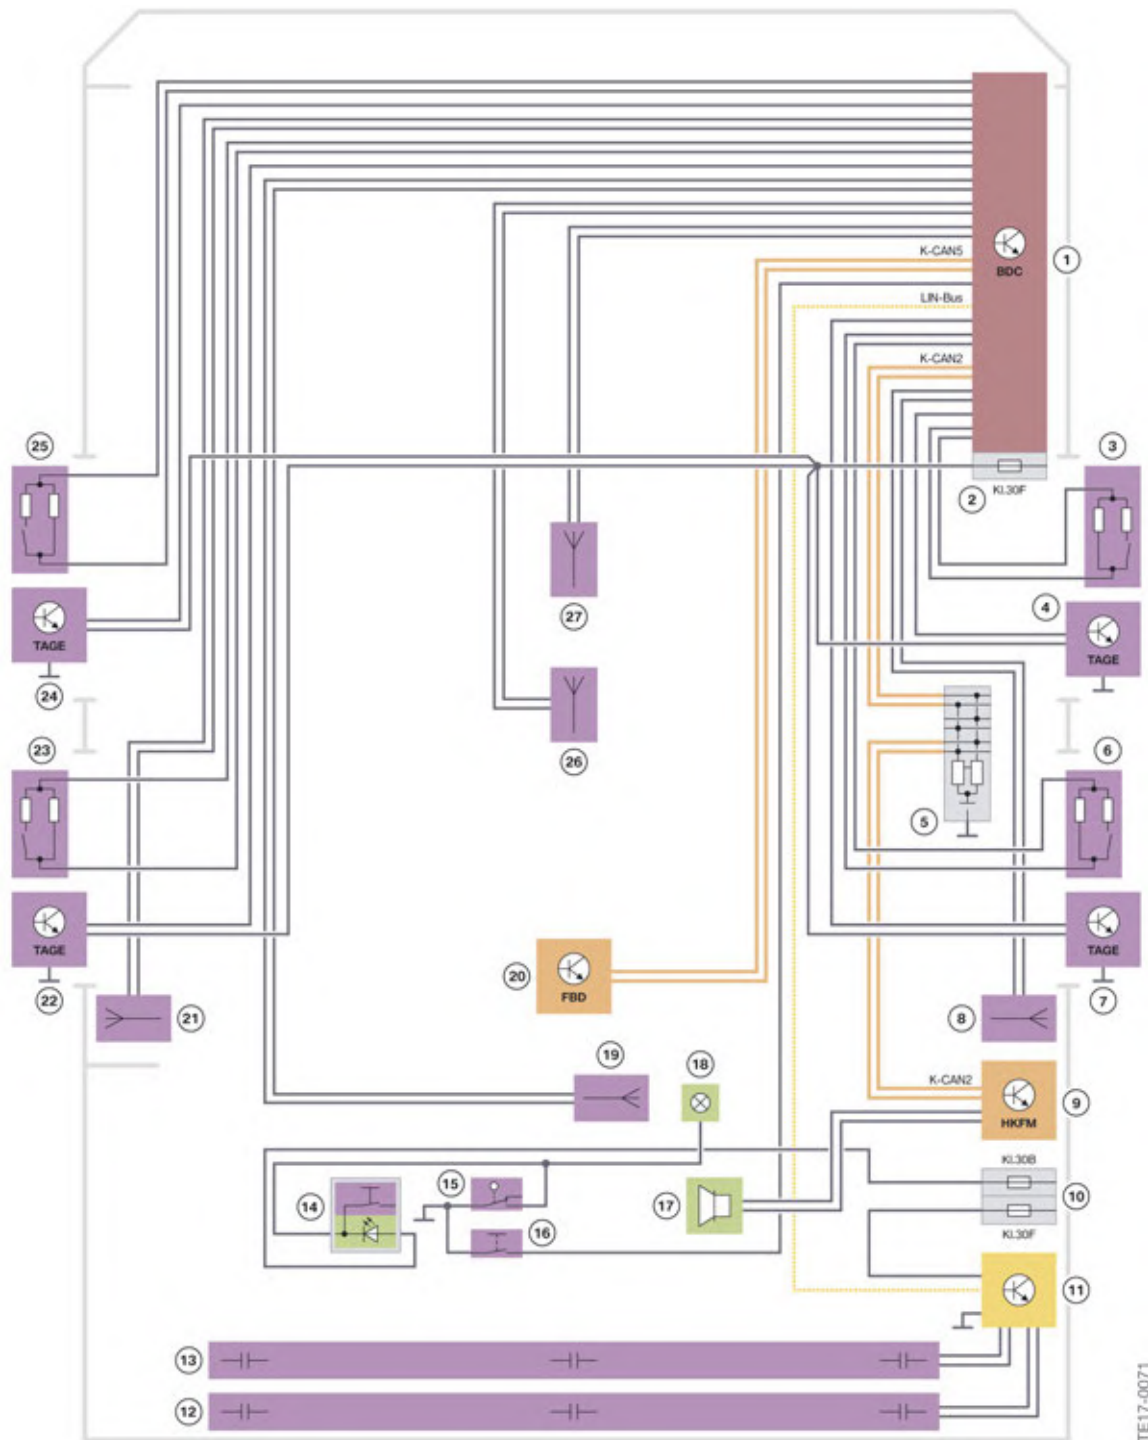 K-CAN5
1
BDC
LIN-Bus
K-CAN2
25
3
2
Kl.30F
4
27
TAGE
TAGE
24
23
26
6
5
TAGE
20
FBD
TAGE
22
21
8
7
19
18
K-CAN2
9
HKFM
Kl.30B
15
14
17
10
16
Kl.30F
11
13
12
TE17-0071